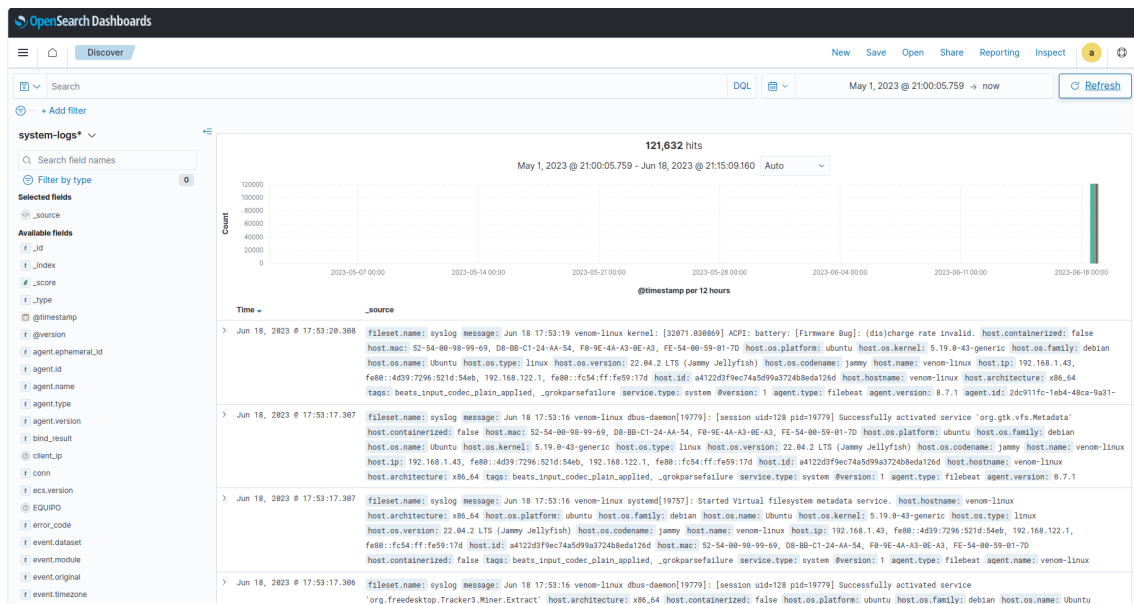 OpenSearch Dashboards
Discover
New Save Open Share Reporting Inspect a
Search DQL May 1, 2023 @ 21:00:05.759 → now Refresh
+ Add filter
system-logs*
Search field names
Filter by type 0
Selected fields
_source
Available fields
t _id
t _index
# _score
t _type
@timestamp
t @version
t agent.ephemeral_id
t agent.id
t agent.name
t agent.type
t agent.version
t bind_result
client_ip
t conn
t ecs.version
EQUIPO
t error_code
t event.dataset
t event.module
t event.original
t event.timezone
121,632 hits
May 1, 2023 @ 21:00:05.759 - Jun 18, 2023 @ 21:15:09.160 Auto
Count
120000
100000
80000
60000
40000
20000
0
2023-05-07 00:00 2023-05-14 00:00 2023-05-21 00:00 2023-05-28 00:00 2023-06-04 00:00 2023-06-11 00:00 2023-06-18 00:00
@timestamp per 12 hours
Time _source
Jun 18, 2023 @ 17:53:20.308 fileset.name: syslog message: Jun 18 17:53:19 venom-linux kernel: [32071.030869] ACPI: battery: [Firmware Bug]: (dis)charge rate invalid. host.containerized: false
host.mac: 52-54-00-98-99-69, D8-BB-C1-24-AA-54, F0-9E-4A-A3-0E-A3, FE-54-00-59-01-7D host.os.platform: ubuntu host.os.kernel: 5.19.0-43-generic host.os.family: debian
host.os.name: Ubuntu host.os.type: linux host.os.version: 22.04.2 LTS (Jammy Jellyfish) host.os.codename: jammy host.name: venom-linux host.ip: 192.168.1.43,
fe80::4d39:7296:521d:54eb, 192.168.122.1, fe80::fc54:ff:fe59:17d host.id: a4122d3f9ec74a5d99a3724b8eda126d host.hostname: venom-linux host.architecture: x86_64
tags: beats_input_codec_plain_applied, _grokparsefailure service.type: system @version: 1 agent.type: filebeat agent.version: 8.7.1 agent.id: 2dc911fc-1eb4-48ca-9a31-
Jun 18, 2023 @ 17:53:17.307 fileset.name: syslog message: Jun 18 17:53:16 venom-linux dbus-daemon[19779]: [session uid=128 pid=19779] Successfully activated service 'org.gtk.vfs.Metadata'
host.containerized: false host.mac: 52-54-00-98-99-69, D8-BB-C1-24-AA-54, F0-9E-4A-A3-0E-A3, FE-54-00-59-01-7D host.os.platform: ubuntu host.os.family: debian
host.os.name: Ubuntu host.os.kernel: 5.19.0-43-generic host.os.type: linux host.os.version: 22.04.2 LTS (Jammy Jellyfish) host.os.codename: jammy host.name: venom-linux
host.ip: 192.168.1.43, fe80::4d39:7296:521d:54eb, 192.168.122.1, fe80::fc54:ff:fe59:17d host.id: a4122d3f9ec74a5d99a3724b8eda126d host.hostname: venom-linux
host.architecture: x86_64 tags: beats_input_codec_plain_applied, _grokparsefailure service.type: system @version: 1 agent.type: filebeat agent.version: 8.7.1
Jun 18, 2023 @ 17:53:17.307 fileset.name: syslog message: Jun 18 17:53:16 venom-linux systemd[19757]: Started Virtual filesystem metadata service. host.hostname: venom-linux
host.architecture: x86_64 host.os.platform: ubuntu host.os.family: debian host.os.name: Ubuntu host.os.kernel: 5.19.0-43-generic host.os.type: linux
host.os.version: 22.04.2 LTS (Jammy Jellyfish) host.os.codename: jammy host.name: venom-linux host.ip: 192.168.1.43, fe80::4d39:7296:521d:54eb, 192.168.122.1,
fe80::fc54:ff:fe59:17d host.id: a4122d3f9ec74a5d99a3724b8eda126d host.mac: 52-54-00-98-99-69, D8-BB-C1-24-AA-54, F0-9E-4A-A3-0E-A3, FE-54-00-59-01-7D
host.containerized: false tags: beats_input_codec_plain_applied, _grokparsefailure service.type: system @version: 1 agent.type: filebeat agent.name: venom-linux
Jun 18, 2023 @ 17:53:17.306 fileset.name: syslog message: Jun 18 17:53:16 venom-linux dbus-daemon[19779]: [session uid=128 pid=19779] Successfully activated service
'org.freedesktop.Tracker3.Miner.Extract' host.architecture: x86_64 host.containerized: false host.os.platform: ubuntu host.os.family: debian host.os.name: Ubuntu